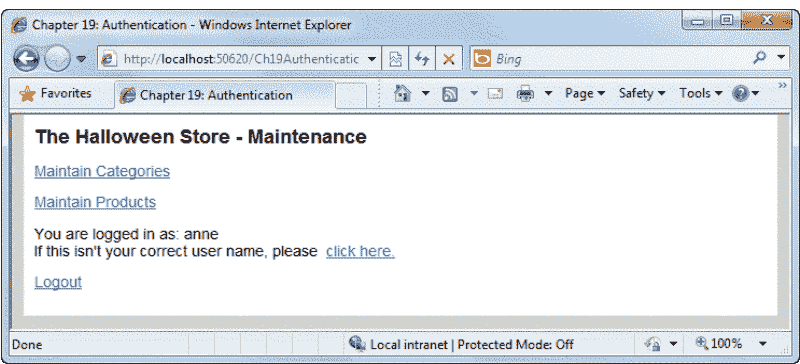 Chapter 19: Authentication - Windows Internet Explorer
http://localhost:50620/Ch19Authenticatic
Bing
Favorites
Chapter 19: Authentication
Page
Safety
Tools
The Halloween Store - Maintenance
Maintain Categories
Maintain Products
You are logged in as: anne
If this isn't your correct user name, please click here.
Logout
Done
Local intranet | Protected Mode: Off
100%